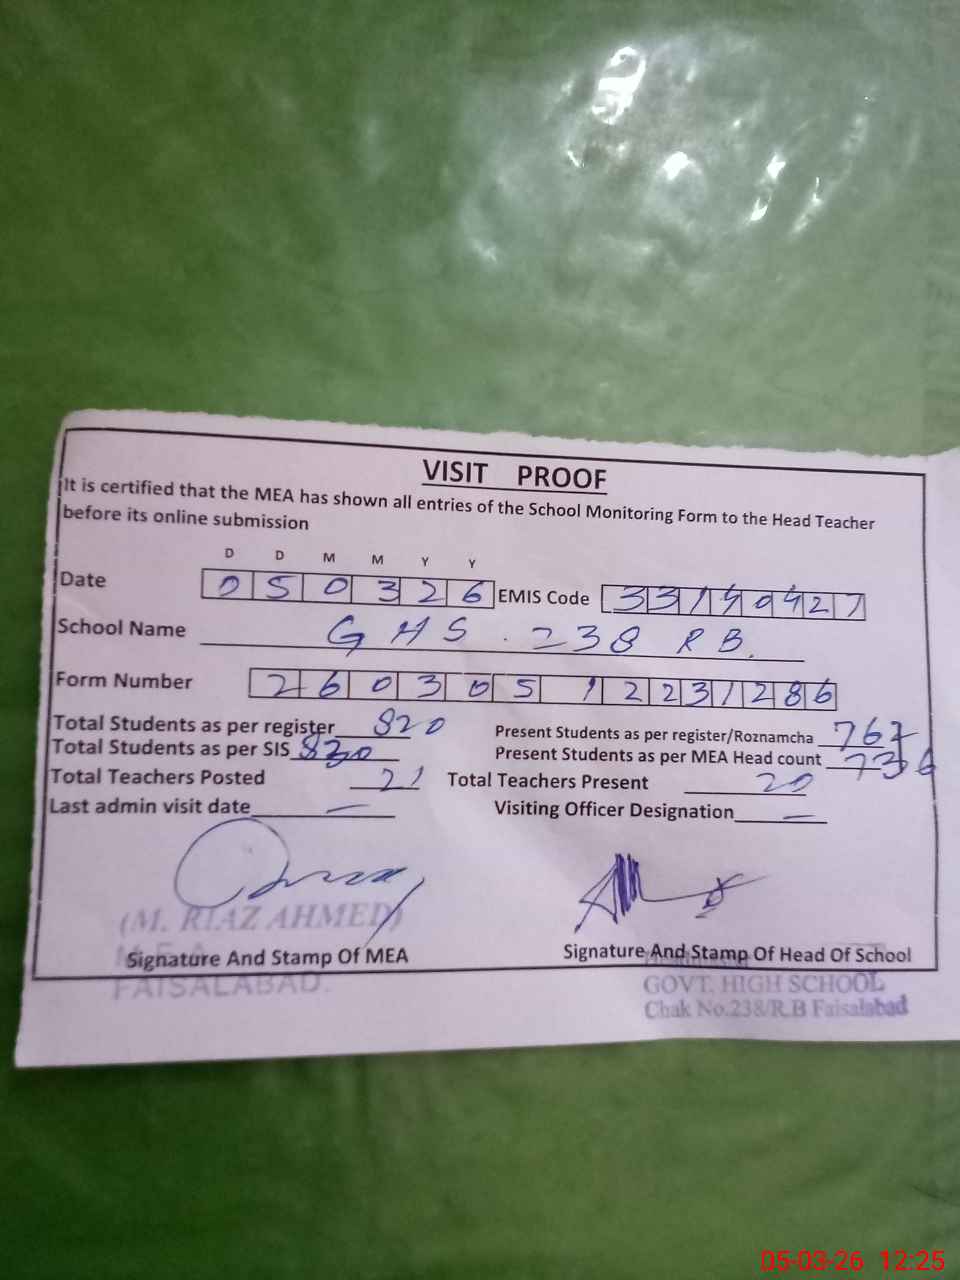 VISIT PROOF
It is certified that the MEA has shown all entries of the School Monitoring Form to the Head Teacher
before its online submission
D D M M Y Y
Date 0 5 0 3 2 6 EMIS Code 3 3 1 4 0 4 2 7
School Name G H S . 238 R B.
Form Number 2 6 0 3 0 5 1 2 2 3 1 2 8 6
Total Students as per register 820 Present Students as per register/Roznamcha 762
Total Students as per SIS 820 Present Students as per MEA Head count 736
Total Teachers Posted 21 Total Teachers Present 20
Last admin visit date — Visiting Officer Designation —
(M. RIAZ AHMED)
Signature And Stamp Of MEA Signature And Stamp Of Head Of School
FAISALABAD. GOVT. HIGH SCHOOL
Chak No.238/R.B Faisalabad
05-03-26 12:25